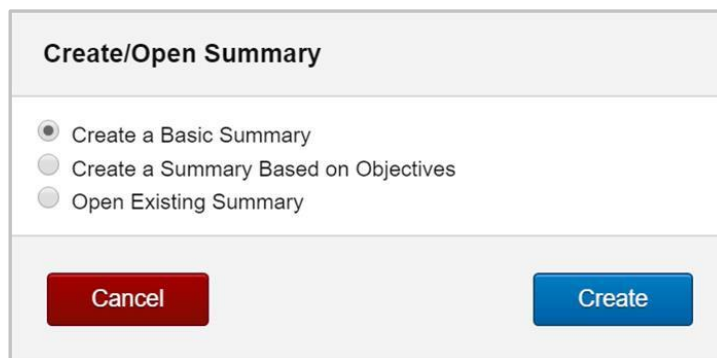 Create/Open Summary
Create a Basic Summary
Create a Summary Based on Objectives
Open Existing Summary
Cancel
Create